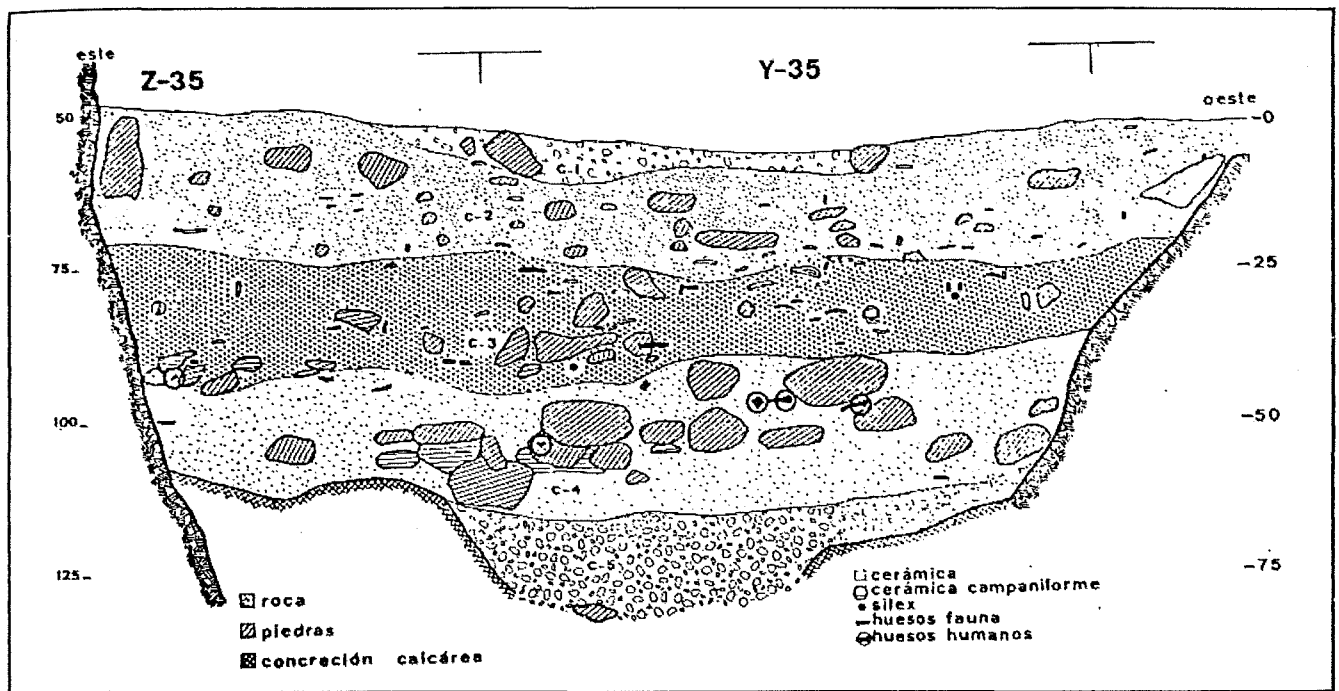 este
Z-35
Y-35
oeste
50
-0
C-1
C-2
75-
-25
C-3
100-
-50
C-4
C-5
125-
-75
roca
piedras
concreción calcárea
cerámica
cerámica campaniforme
silex
huesos fauna
huesos humanos